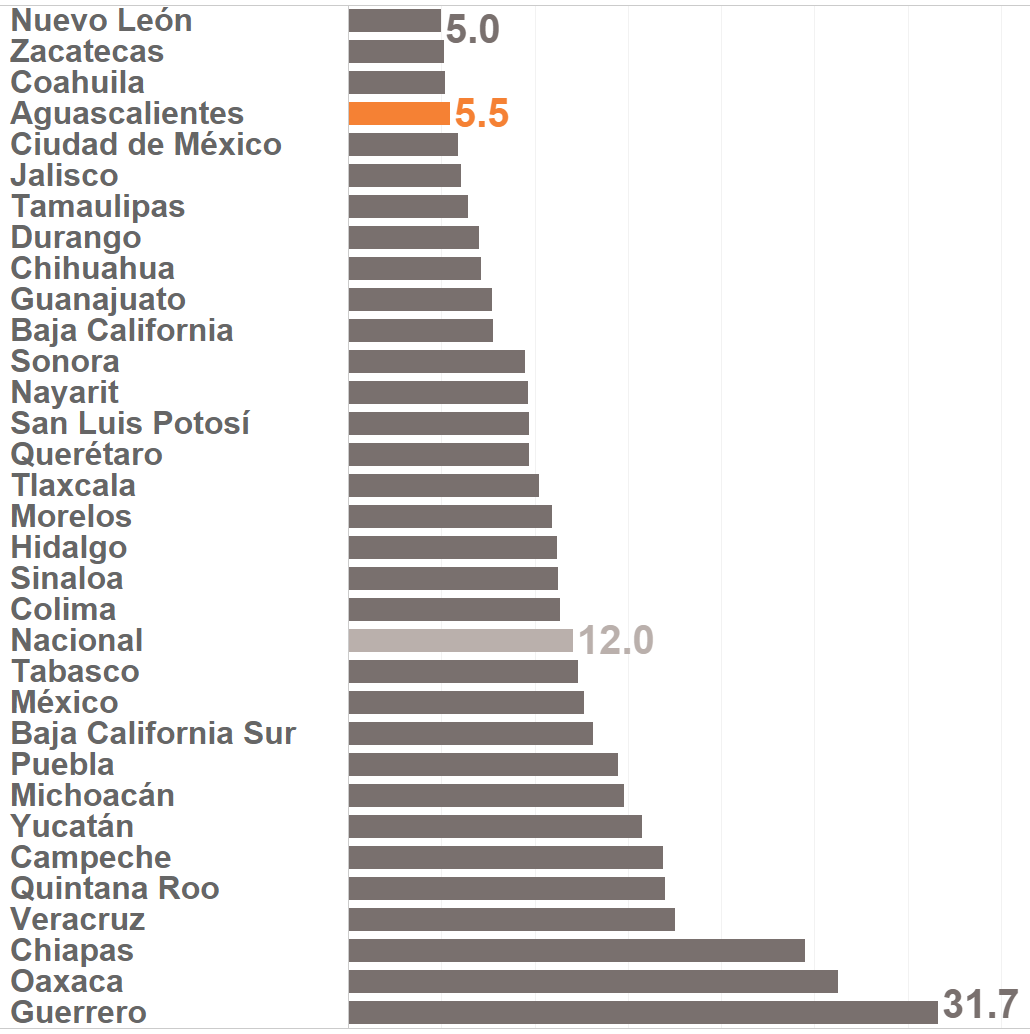 Nuevo León 5.0
Zacatecas
Coahuila
Aguascalientes 5.5
Ciudad de México
Jalisco
Tamaulipas
Durango
Chihuahua
Guanajuato
Baja California
Sonora
Nayarit
San Luis Potosí
Querétaro
Tlaxcala
Morelos
Hidalgo
Sinaloa
Colima
Nacional 12.0
Tabasco
México
Baja California Sur
Puebla
Michoacán
Yucatán
Campeche
Quintana Roo
Veracruz
Chiapas
Oaxaca
Guerrero 31.7